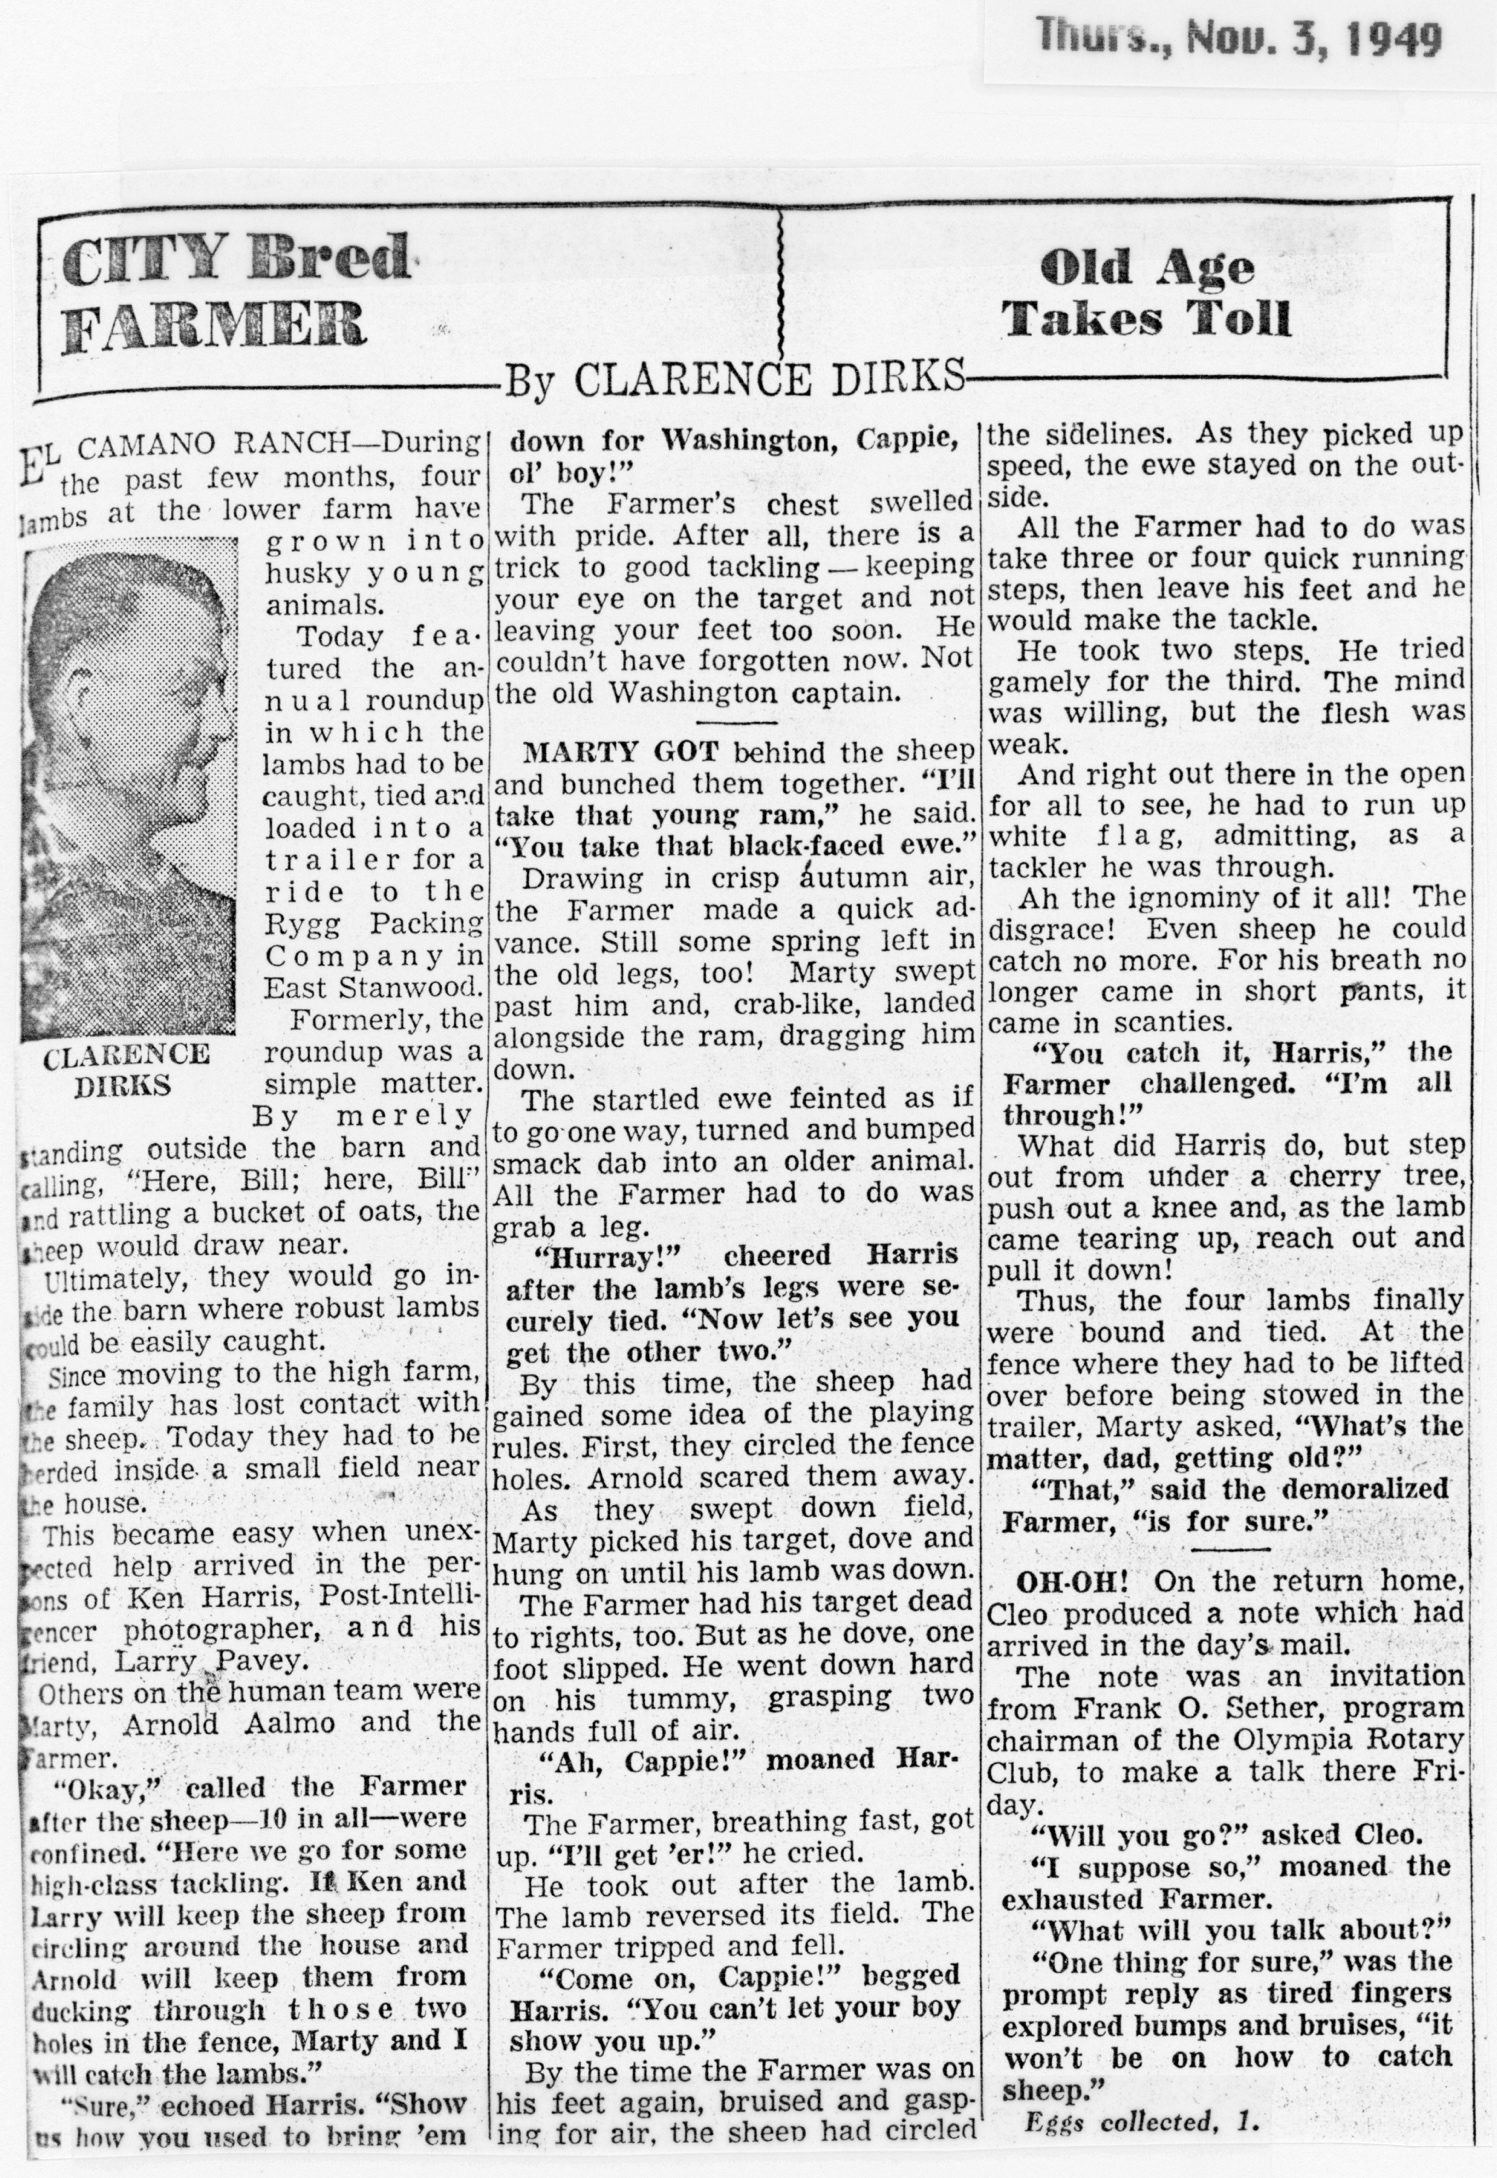 Thurs., Nov. 3, 1949
CITY Bred
FARMER
Old Age
Takes Toll
By CLARENCE DIRKS
EL CAMANO RANCH—During
the past few months, four
lambs at the lower farm have
grown into
husky young
animals.
Today fea-
tured the an-
nual roundup
in which the
lambs had to be
caught, tied and
loaded into a
trailer for a
ride to the
Rygg Packing
Company in
East Stanwood.
Formerly, the
roundup was a
simple matter.
By merely
CLARENCE
DIRKS
standing outside the barn and
calling, "Here, Bill; here, Bill"
and rattling a bucket of oats, the
sheep would draw near.
Ultimately, they would go in-
side the barn where robust lambs
could be easily caught.
Since moving to the high farm,
the family has lost contact with
the sheep. Today they had to be
herded inside a small field near
the house.
This became easy when unex-
pected help arrived in the per-
sons of Ken Harris, Post-Intelli-
gencer photographer, and his
friend, Larry Pavey.
Others on the human team were
Marty, Arnold Aalmo and the
Farmer.
"Okay," called the Farmer
after the sheep—10 in all—were
confined. "Here we go for some
high-class tackling. If Ken and
Larry will keep the sheep from
circling around the house and
Arnold will keep them from
ducking through those two
holes in the fence, Marty and I
will catch the lambs."
"Sure," echoed Harris. "Show
us how you used to bring 'em
down for Washington, Cappie,
ol' boy!"
The Farmer's chest swelled
with pride. After all, there is a
trick to good tackling—keeping
your eye on the target and not
leaving your feet too soon. He
couldn't have forgotten now. Not
the old Washington captain.
MARTY GOT behind the sheep
and bunched them together. "I'll
take that young ram," he said.
"You take that black-faced ewe."
Drawing in crisp autumn air,
the Farmer made a quick ad-
vance. Still some spring left in
the old legs, too! Marty swept
past him and, crab-like, landed
alongside the ram, dragging him
down.
The startled ewe feinted as if
to go one way, turned and bumped
smack dab into an older animal.
All the Farmer had to do was
grab a leg.
"Hurray!" cheered Harris
after the lamb's legs were se-
curely tied. "Now let's see you
get the other two."
By this time, the sheep had
gained some idea of the playing
rules. First, they circled the fence
holes. Arnold scared them away.
As they swept down field,
Marty picked his target, dove and
hung on until his lamb was down.
The Farmer had his target dead
to rights, too. But as he dove, one
foot slipped. He went down hard
on his tummy, grasping two
hands full of air.
"Ah, Cappie!" moaned Har-
ris.
The Farmer, breathing fast, got
up. "I'll get 'er!" he cried.
He took out after the lamb.
The lamb reversed its field. The
Farmer tripped and fell.
"Come on, Cappie!" begged
Harris. "You can't let your boy
show you up."
By the time the Farmer was on
his feet again, bruised and gasp-
ing for air, the sheep had circled
the sidelines. As they picked up
speed, the ewe stayed on the out-
side.
All the Farmer had to do was
take three or four quick running
steps, then leave his feet and he
would make the tackle.
He took two steps. He tried
gamely for the third. The mind
was willing, but the flesh was
weak.
And right out there in the open
for all to see, he had to run up
white flag, admitting, as a
tackler he was through.
Ah the ignominy of it all! The
disgrace! Even sheep he could
catch no more. For his breath no
longer came in short pants, it
came in scanties.
"You catch it, Harris," the
Farmer challenged. "I'm all
through!"
What did Harris do, but step
out from under a cherry tree,
push out a knee and, as the lamb
came tearing up, reach out and
pull it down!
Thus, the four lambs finally
were bound and tied. At the
fence where they had to be lifted
over before being stowed in the
trailer, Marty asked, "What's the
matter, dad, getting old?"
"That," said the demoralized
Farmer, "is for sure."
OH-OH! On the return home,
Cleo produced a note which had
arrived in the day's mail.
The note was an invitation
from Frank O. Sether, program
chairman of the Olympia Rotary
Club, to make a talk there Fri-
day.
"Will you go?" asked Cleo.
"I suppose so," moaned the
exhausted Farmer.
"What will you talk about?"
"One thing for sure," was the
prompt reply as tired fingers
explored bumps and bruises, "it
won't be on how to catch
sheep."
Eggs collected, 1.